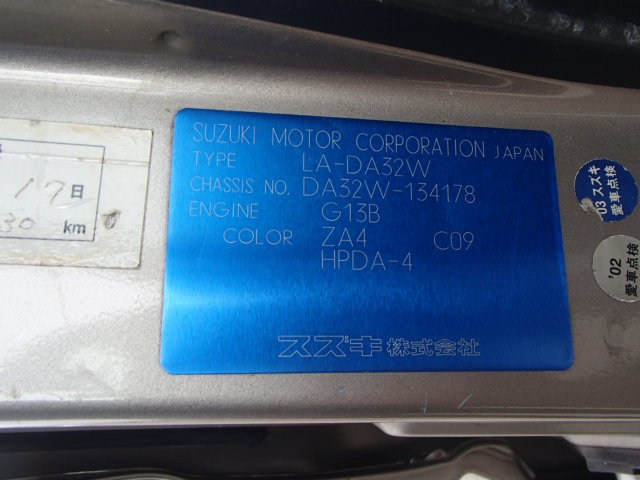 SUZUKI MOTOR CORPORATION JAPAN
TYPE LA-DA32W
CHASSIS NO. DA32W-134178
ENGINE G13B
COLOR ZA4 C09
HPDA-4
スズキ株式会社
17日
30 km
'03 スズキ
愛車点検
'02
愛車点検